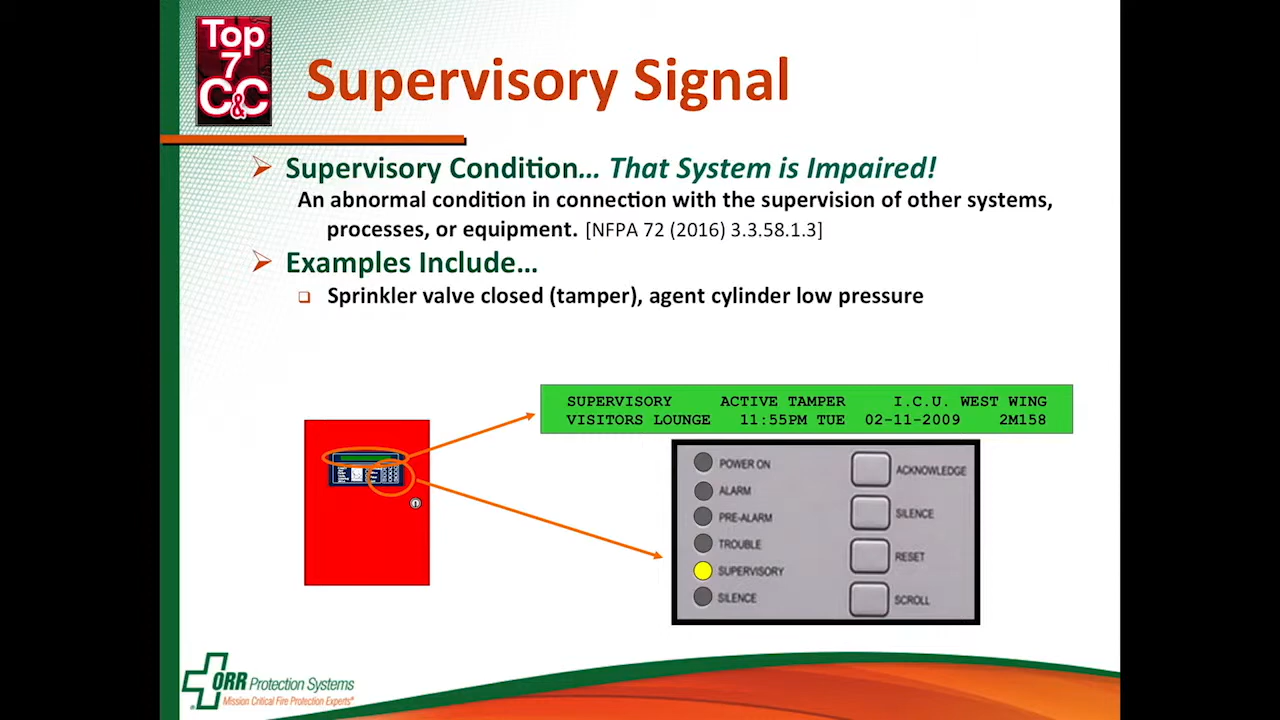 Top
7
C&C
Supervisory Signal
Supervisory Condition… That System is Impaired!
An abnormal condition in connection with the supervision of other systems,
processes, or equipment. [NFPA 72 (2016) 3.3.58.1.3]
Examples Include…
Sprinkler valve closed (tamper), agent cylinder low pressure
SUPERVISORY ACTIVE TAMPER I.C.U. WEST WING
VISITORS LOUNGE 11:55PM TUE 02-11-2009 2M158
POWER ON
ACKNOWLEDGE
ALARM
SILENCE
PRE-ALARM
TROUBLE
RESET
SUPERVISORY
SILENCE
SCROLL
ORR Protection Systems
Mission Critical Fire Protection Experts®